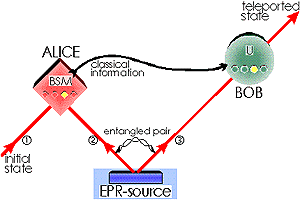 teleported
state
ALICE
classical
information
BSM
U
BOB
① ② entangled pair ③
initial
state
EPR-source